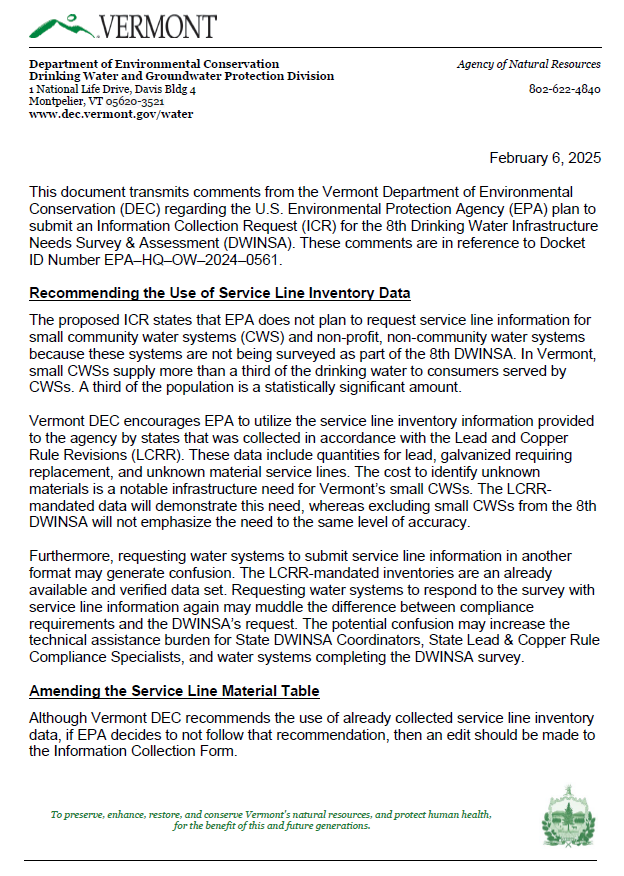 VERMONT
Department of Environmental Conservation
Drinking Water and Groundwater Protection Division
1 National Life Drive, Davis Bldg 4
Montpelier, VT 05620-3521
www.dec.vermont.gov/water
Agency of Natural Resources
802-622-4840
February 6, 2025
This document transmits comments from the Vermont Department of Environmental
Conservation (DEC) regarding the U.S. Environmental Protection Agency (EPA) plan to
submit an Information Collection Request (ICR) for the 8th Drinking Water Infrastructure
Needs Survey & Assessment (DWINSA). These comments are in reference to Docket
ID Number EPA–HQ–OW–2024–0561.
Recommending the Use of Service Line Inventory Data
The proposed ICR states that EPA does not plan to request service line information for
small community water systems (CWS) and non-profit, non-community water systems
because these systems are not being surveyed as part of the 8th DWINSA. In Vermont,
small CWSs supply more than a third of the drinking water to consumers served by
CWSs. A third of the population is a statistically significant amount.
Vermont DEC encourages EPA to utilize the service line inventory information provided
to the agency by states that was collected in accordance with the Lead and Copper
Rule Revisions (LCRR). These data include quantities for lead, galvanized requiring
replacement, and unknown material service lines. The cost to identify unknown
materials is a notable infrastructure need for Vermont's small CWSs. The LCRR-
mandated data will demonstrate this need, whereas excluding small CWSs from the 8th
DWINSA will not emphasize the need to the same level of accuracy.
Furthermore, requesting water systems to submit service line information in another
format may generate confusion. The LCRR-mandated inventories are an already
available and verified data set. Requesting water systems to respond to the survey with
service line information again may muddle the difference between compliance
requirements and the DWINSA's request. The potential confusion may increase the
technical assistance burden for State DWINSA Coordinators, State Lead & Copper Rule
Compliance Specialists, and water systems completing the DWINSA survey.
Amending the Service Line Material Table
Although Vermont DEC recommends the use of already collected service line inventory
data, if EPA decides to not follow that recommendation, then an edit should be made to
the Information Collection Form.
To preserve, enhance, restore, and conserve Vermont's natural resources, and protect human health,
for the benefit of this and future generations.